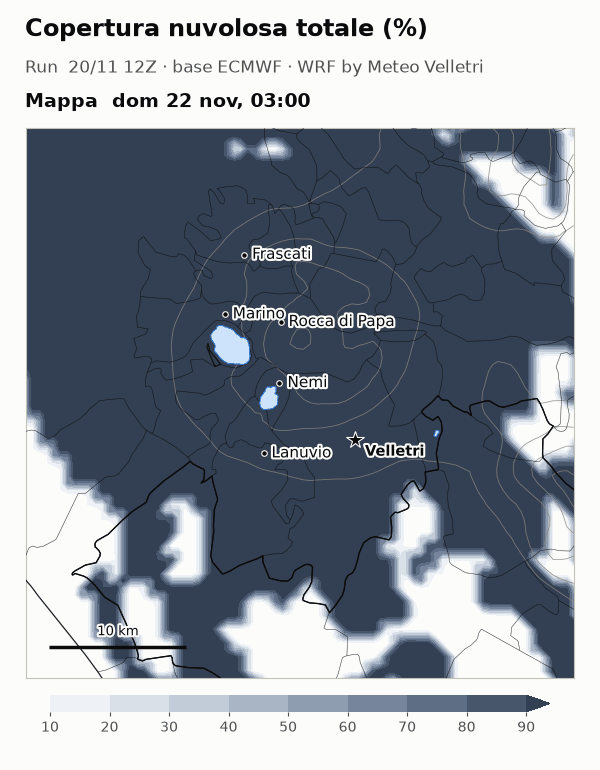 Copertura nuvolosa totale (%)
Run  20/11 12Z · base ECMWF · WRF by Meteo Velletri
Mappa  dom 22 nov, 03:00
Frascati
Marino
Rocca di Papa
Nemi
Velletri
Lanuvio
10 km
10 20 30 40 50 60 70 80 90